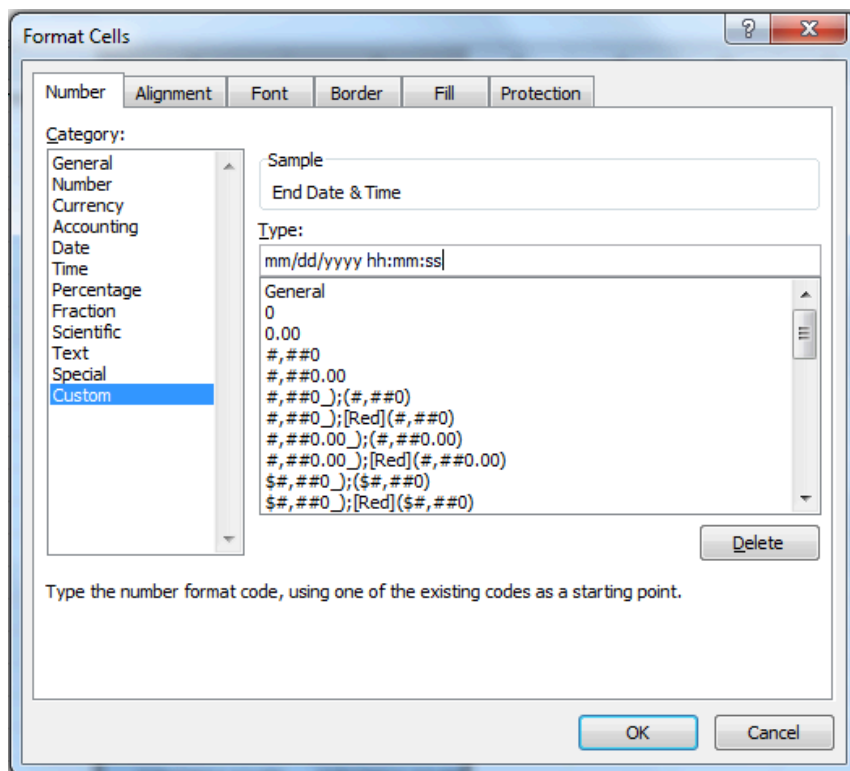 Format Cells
Number Alignment Font Border Fill Protection
Category:
General
Number
Currency
Accounting
Date
Time
Percentage
Fraction
Scientific
Text
Special
Custom
Sample
End Date & Time
Type:
mm/dd/yyyy hh:mm:ss
General
0
0.00
#,##0
#,##0.00
#,##0_);(#,##0)
#,##0_);[Red](#,##0)
#,##0.00_);(#,##0.00)
#,##0.00_);[Red](#,##0.00)
$#,##0_);($#,##0)
$#,##0_);[Red]($#,##0)
Delete
Type the number format code, using one of the existing codes as a starting point.
OK Cancel